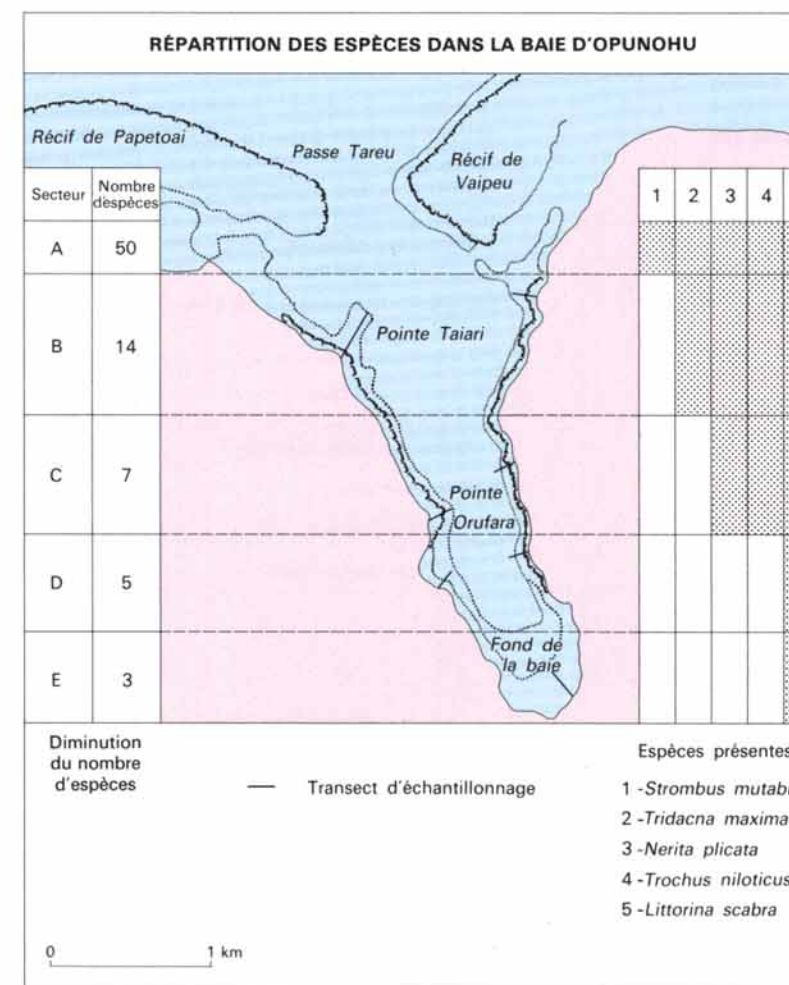 RÉPARTITION DES ESPÈCES DANS LA BAIE D'OPUNOHU
Récif de Papetoai
Passe Tareu
Récif de
Vaipeu
Secteur
Nombre
d'espèces
1 2 3 4
A 50
B 14
Pointe Taiari
C 7
Pointe
Orufara
D 5
E 3
Fond de
la baie
Diminution
du nombre
d'espèces
Transect d'échantillonnage
Espèces présentes
1 -Strombus mutabi
2 -Tridacna maxima
3 -Nerita plicata
4 -Trochus niloticus
5 -Littorina scabra
0 1 km